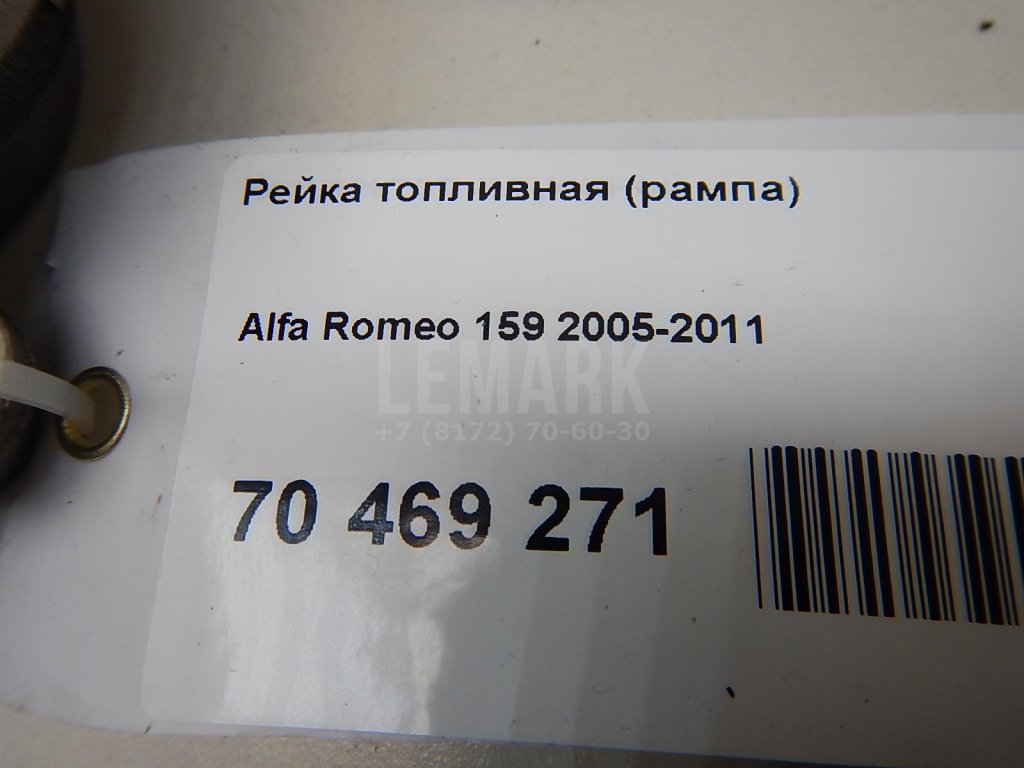 Рейка топливная (рампа)
Alfa Romeo 159 2005-2011
LEMARK
+7 (8172) 70-60-30
70 469 271